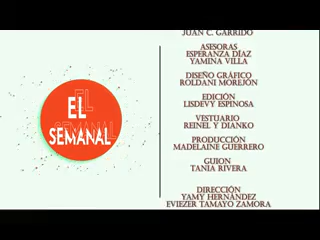 EL
SEMANAL
JUAN C. GARRIDO
ASESORAS
ESPERANZA DÍAZ
YAMINA VILLA
DISEÑO GRÁFICO
ROLDANI MOREJÓN
EDICIÓN
LISDEVY ESPINOSA
VESTUARIO
REINEL Y DIANKO
PRODUCCIÓN
MADELAINE GUERRERO
GUION
TANIA RIVERA
DIRECCIÓN
YAMY HERNÁNDEZ
EVIEZER TAMAYO ZAMORA